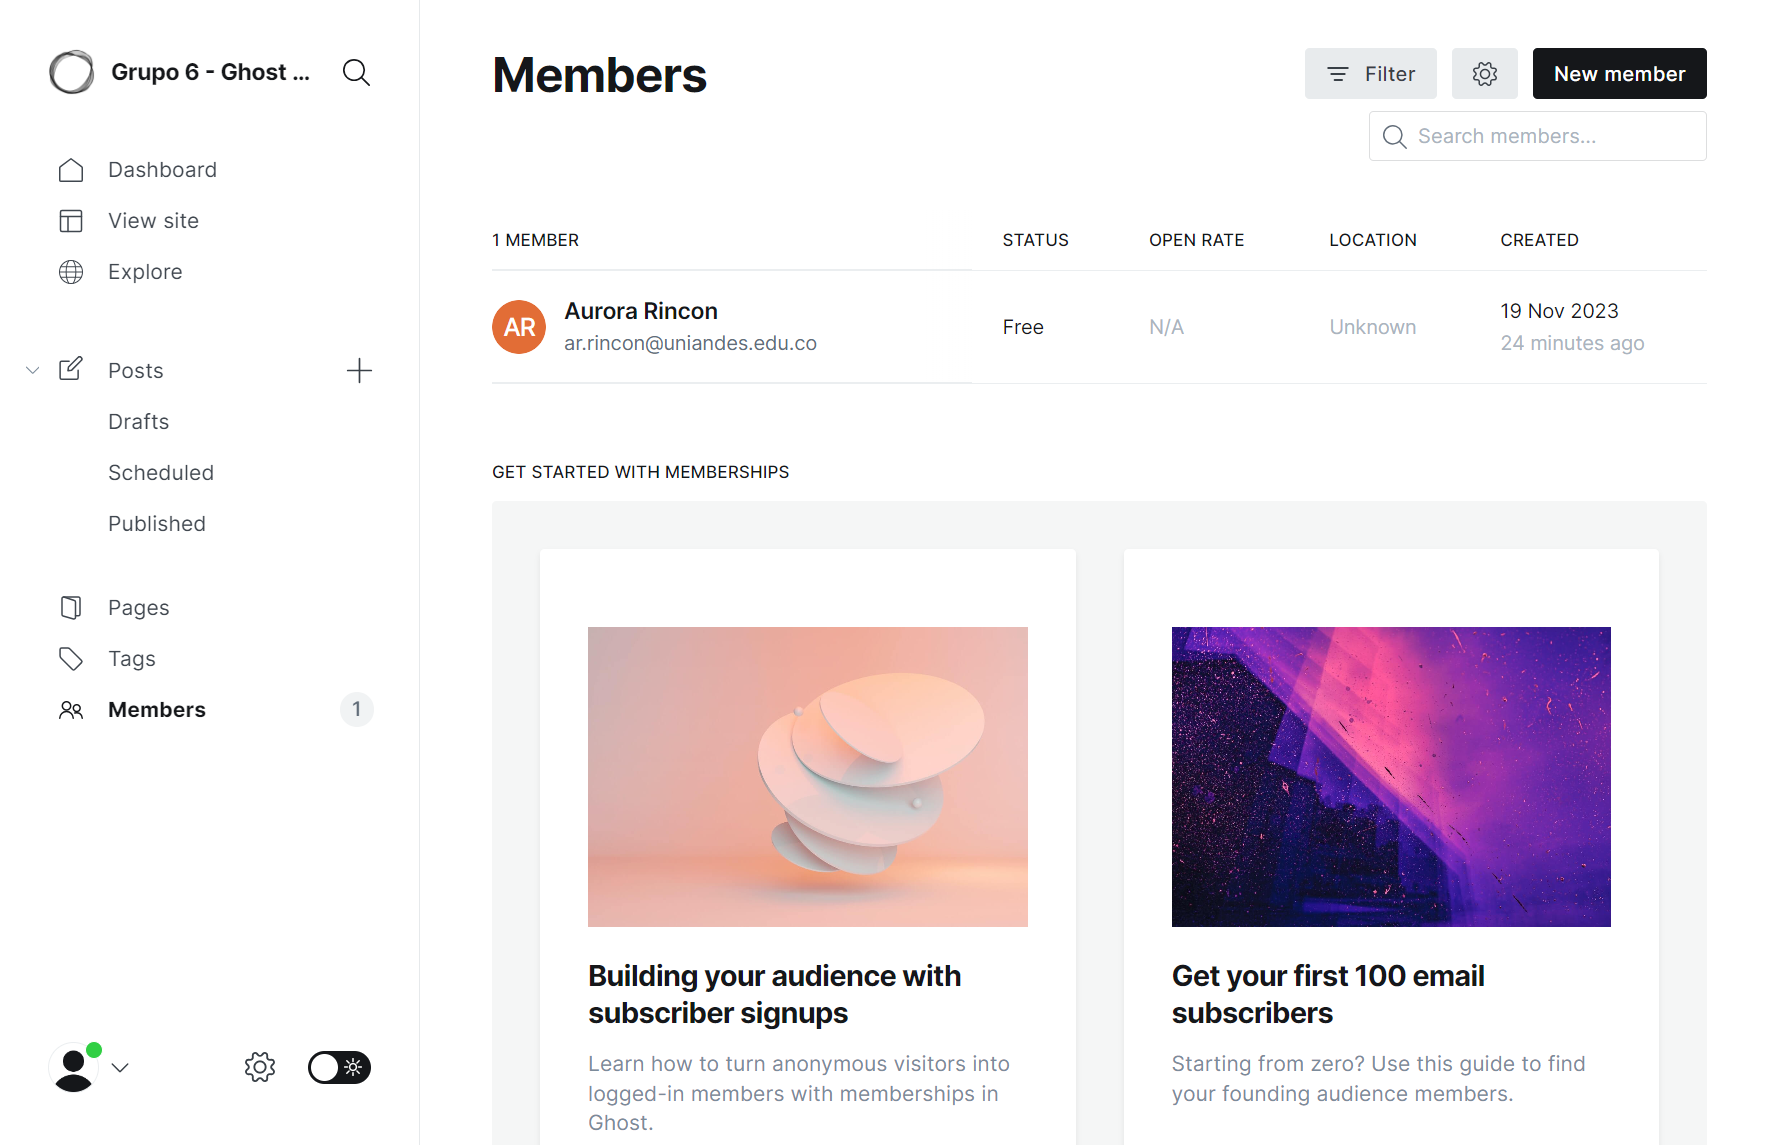 Grupo 6 - Ghost ...
Dashboard
View site
Explore
Posts
Drafts
Scheduled
Published
Pages
Tags
Members 1
Members
Filter
New member
Search members...
1 MEMBER STATUS OPEN RATE LOCATION CREATED
AR
Aurora Rincon
ar.rincon@uniandes.edu.co
Free
N/A
Unknown
19 Nov 2023
24 minutes ago
GET STARTED WITH MEMBERSHIPS
Building your audience with
subscriber signups
Learn how to turn anonymous visitors into
logged-in members with memberships in
Ghost.
Get your first 100 email
subscribers
Starting from zero? Use this guide to find
your founding audience members.